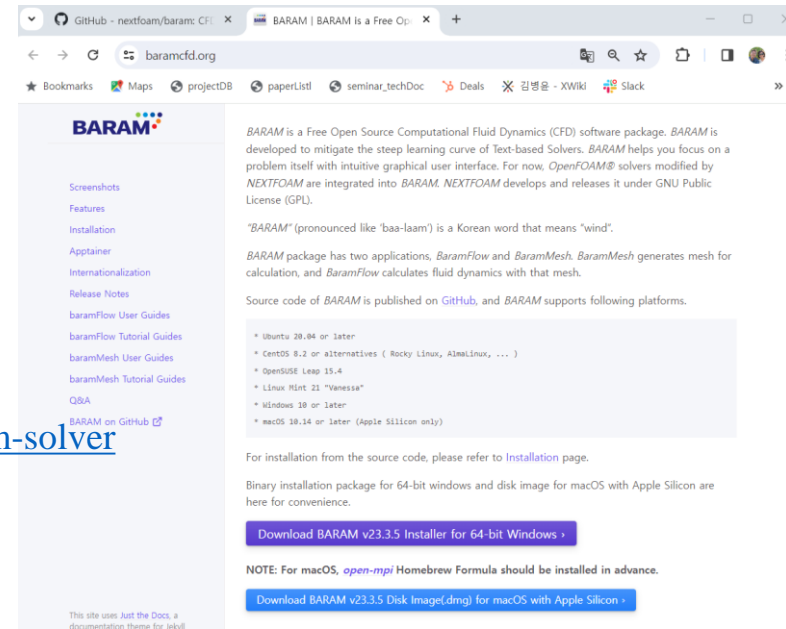 GitHub - nextfoam/baram: CF
BARAM | BARAM is a Free Op
baramcfd.org
Bookmarks Maps projectDB paperListI seminar_techDoc Deals 김병윤 - XWiki Slack »
BARAM
Screenshots
Features
Installation
Apptainer
Internationalization
Release Notes
baramFlow User Guides
baramFlow Tutorial Guides
baramMesh User Guides
baramMesh Tutorial Guides
Q&A
BARAM on GitHub
This site uses Just the Docs, a
documentation theme for Jekyll
n-solver
BARAM is a Free Open Source Computational Fluid Dynamics (CFD) software package. BARAM is
developed to mitigate the steep learning curve of Text-based Solvers. BARAM helps you focus on a
problem itself with intuitive graphical user interface. For now, OpenFOAM® solvers modified by
NEXTFOAM are integrated into BARAM. NEXTFOAM develops and releases it under GNU Public
License (GPL).
"BARAM" (pronounced like 'baa-laam') is a Korean word that means "wind".
BARAM package has two applications, BaramFlow and BaramMesh. BaramMesh generates mesh for
calculation, and BaramFlow calculates fluid dynamics with that mesh.
Source code of BARAM is published on GitHub, and BARAM supports following platforms.
* Ubuntu 20.04 or later
* CentOS 8.2 or alternatives ( Rocky Linux, AlmaLinux, ... )
* OpenSUSE Leap 15.4
* Linux Mint 21 "Vanessa"
* Windows 10 or later
* macOS 10.14 or later (Apple Silicon only)
For installation from the source code, please refer to Installation page.
Binary installation package for 64-bit windows and disk image for macOS with Apple Silicon are
here for convenience.
Download BARAM v23.3.5 Installer for 64-bit Windows ›
NOTE: For macOS, open-mpi Homebrew Formula should be installed in advance.
Download BARAM v23.3.5 Disk Image(.dmg) for macOS with Apple Silicon ›